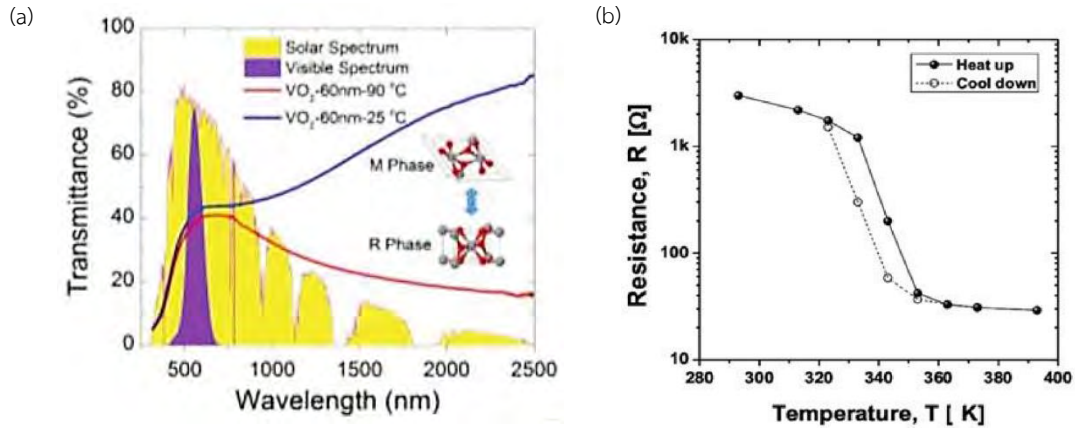 (a)
100
80
60
40
20
0
Transmittance (%)
Solar Spectrum
Visible Spectrum
VO2-60nm-90 °C
VO2-60nm-25 °C
M Phase
R Phase
500
1000
1500
2000
2500
Wavelength (nm)
(b)
10k
1k
100
10
Resistance, R [Ω]
Heat up
Cool down
280
300
320
340
360
380
400
Temperature, T [ K]